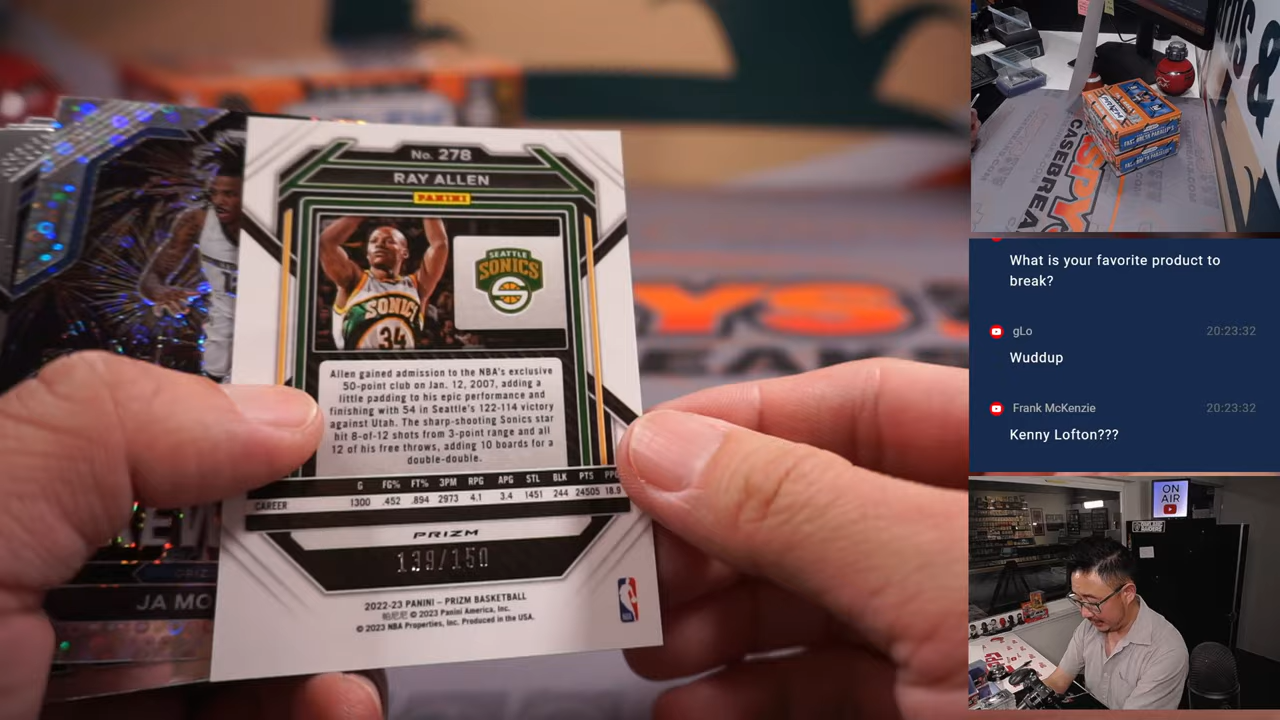 No. 278
RAY ALLEN
PANINI
SEATTLE
SONICS
SONICS
34
Allen gained admission to the NBA's exclusive
50-point club on Jan. 12, 2007, adding a
little padding to his epic performance and
finishing with 54 in Seattle's 122-114 victory
against Utah. The sharp-shooting Sonics star
hit 8-of-12 shots from 3-point range and all
12 of his free throws, adding 10 boards for a
double-double.
G FG% FT% 3PM RPG APG STL BLK PTS PPG
CAREER 1300 .452 .894 2973 4.1 3.4 1451 244 24505 18.9
PRIZM
139/150
2022-23 PANINI – PRIZM BASKETBALL
帕尼尼 © 2023 Panini America, Inc.
© 2023 NBA Properties, Inc. Produced in the USA.
NBA
GRIZ
JA MO
What is your favorite product to
break?
gLo 20:23:32
Wuddup
Frank McKenzie 20:23:32
Kenny Lofton???
ON
AIR